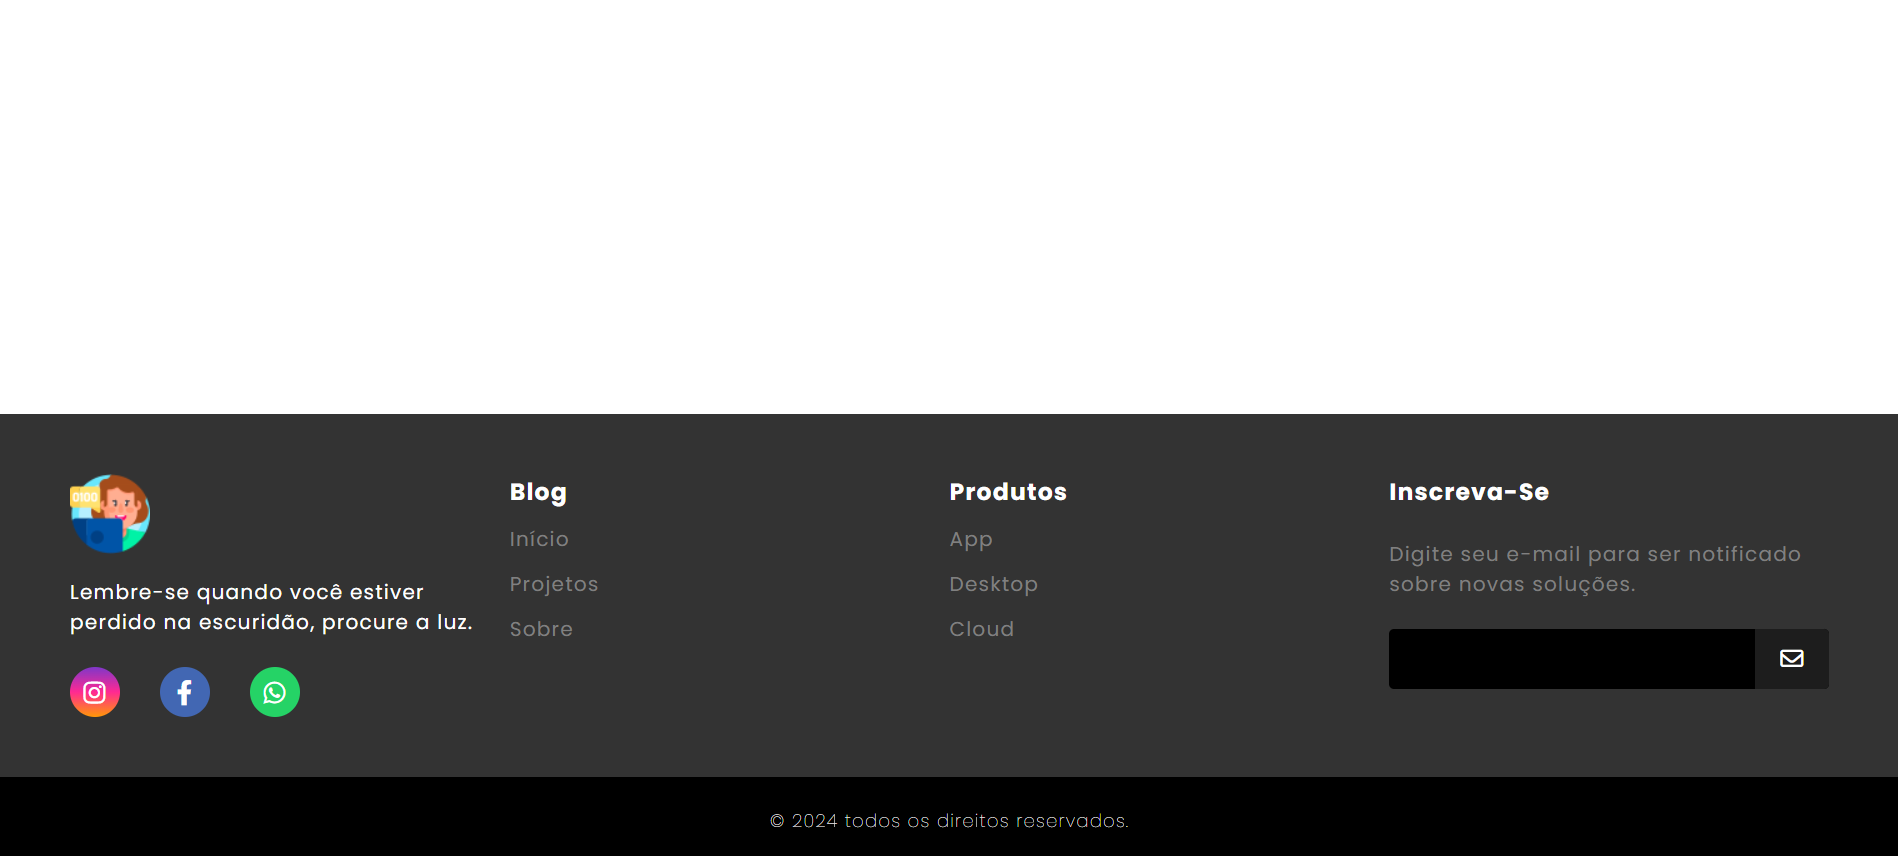 0100
Lembre-se quando você estiver
perdido na escuridão, procure a luz.
Blog
Início
Projetos
Sobre
Produtos
App
Desktop
Cloud
Inscreva-Se
Digite seu e-mail para ser notificado
sobre novas soluções.
© 2024 todos os direitos reservados.